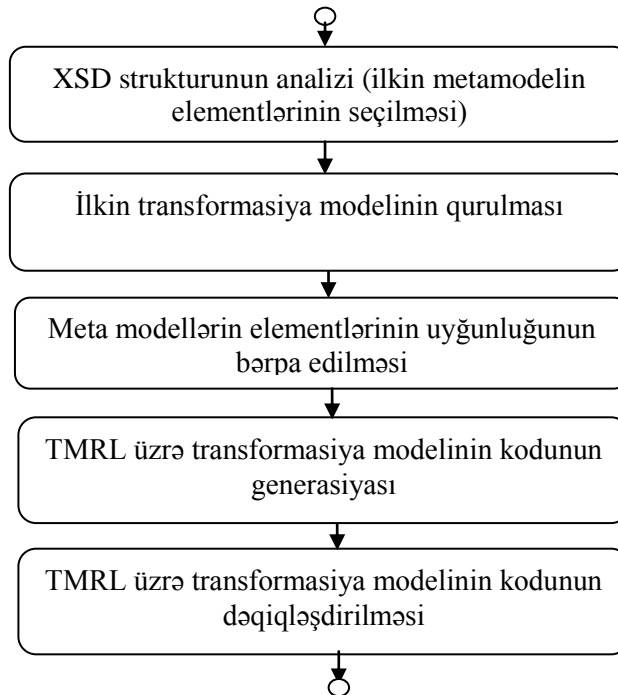 XSD strukturunun analizi (ilkin metamodelin
elementlərinin seçilməsi)
İlkin transformasiya modelinin qurulması
Meta modellərin elementlərinin uyğunluğunun
bərpa edilməsi
TMRL üzrə transformasiya modelinin kodunun
generasiyası
TMRL üzrə transformasiya modelinin kodunun
dəqiqləşdirilməsi